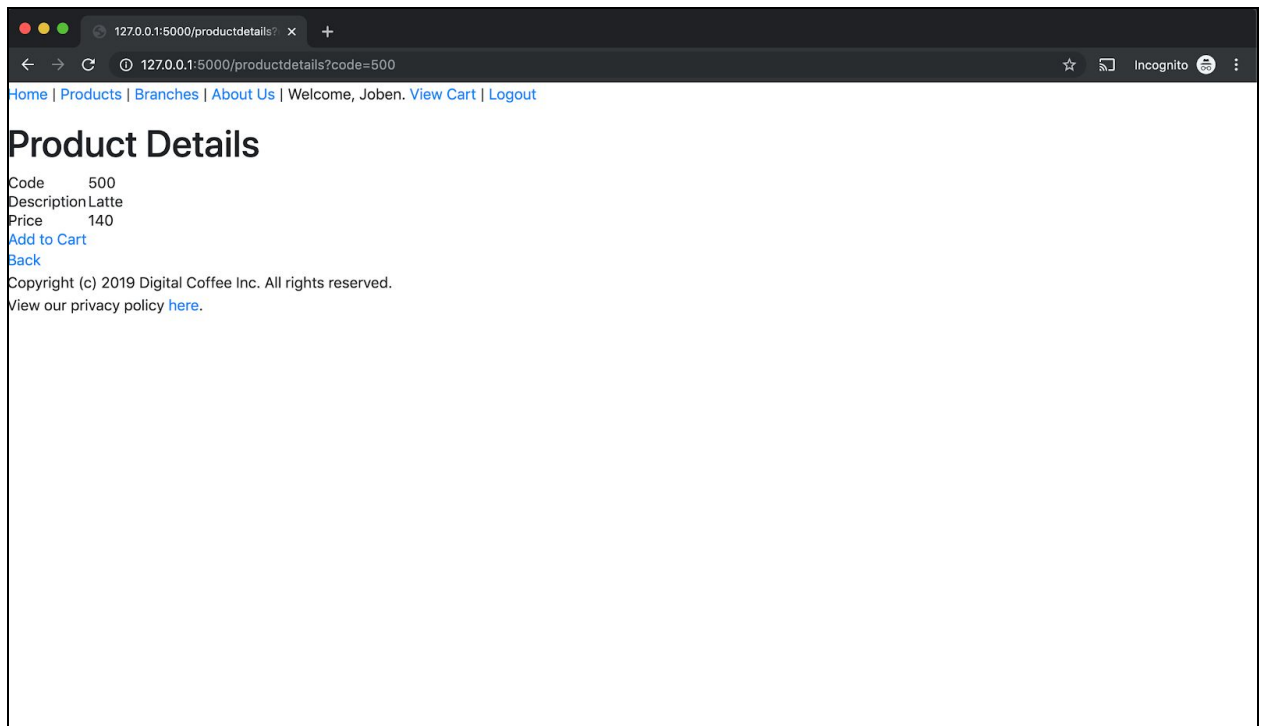 127.0.0.1:5000/productdetails?
127.0.0.1:5000/productdetails?code=500
Incognito
Home | Products | Branches | About Us | Welcome, Joben. View Cart | Logout
Product Details
Code 500
Description Latte
Price 140
Add to Cart
Back
Copyright (c) 2019 Digital Coffee Inc. All rights reserved.
View our privacy policy here.